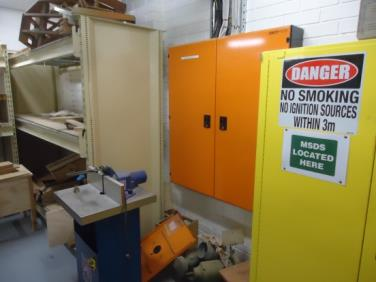 DANGER
NO SMOKING
NO IGNITION SOURCES
WITHIN 3m
MSDS
LOCATED
HERE